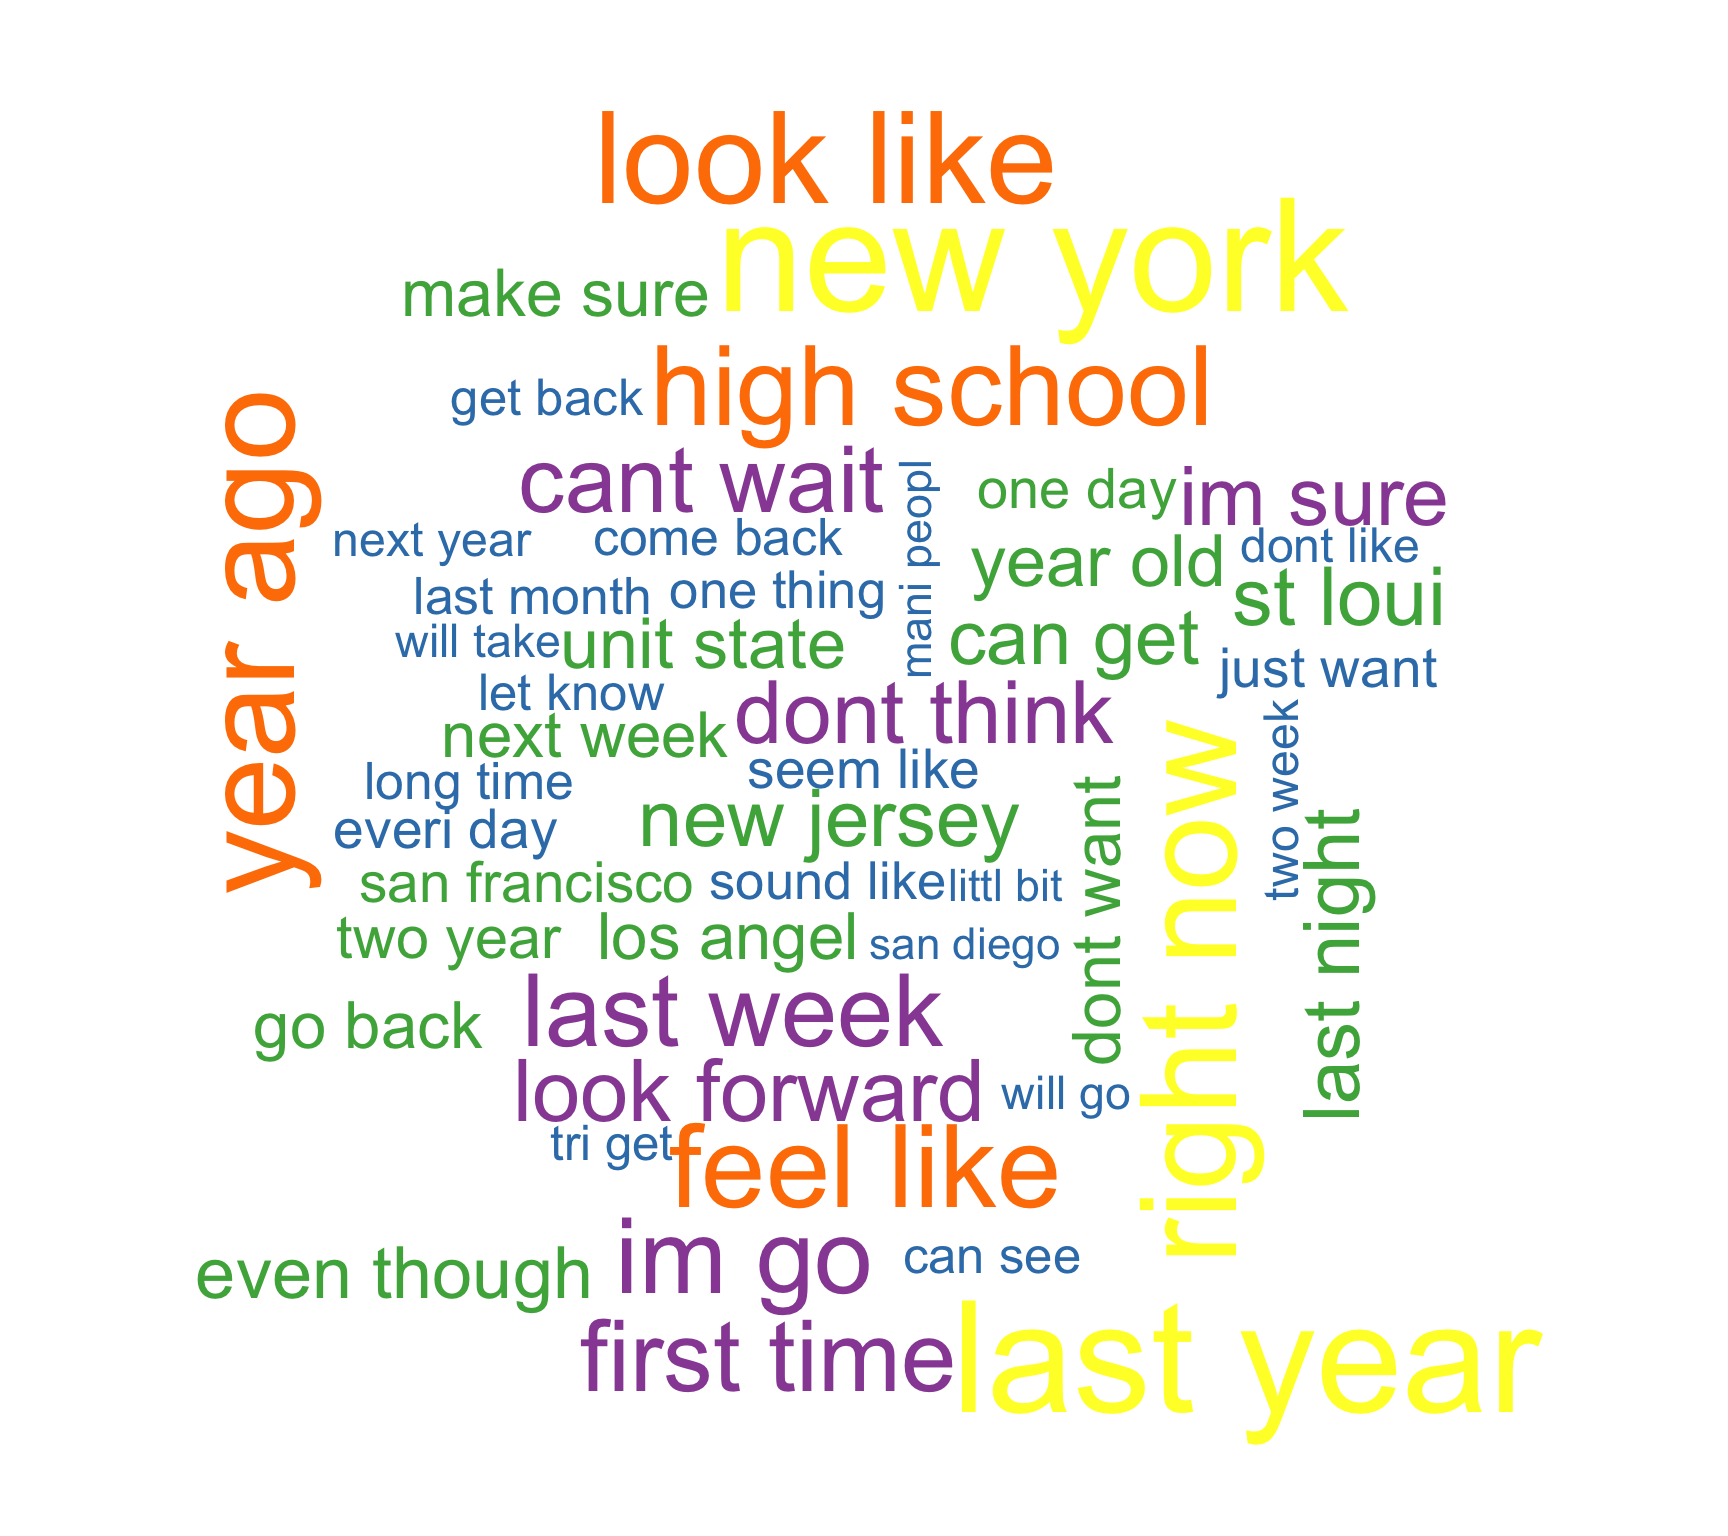 look like
new york
make sure
high school
get back
year ago
cant wait
mani peopl
one day
im sure
next year
come back
year old
dont like
last month
one thing
st loui
will take
unit state
can get
just want
let know
dont think
next week
two week
long time
seem like
new jersey
everi day
dont want
right now
last night
san francisco
sound like
littl bit
two year
los angel
san diego
last week
go back
look forward
will go
tri get
feel like
im go
can see
even though
first time
last year